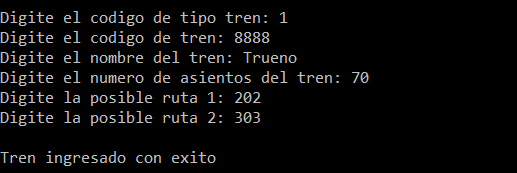 Digite el codigo de tipo tren: 1
Digite el codigo de tren: 8888
Digite el nombre del tren: Trueno
Digite el numero de asientos del tren: 70
Digite la posible ruta 1: 202
Digite la posible ruta 2: 303
Tren ingresado con exito